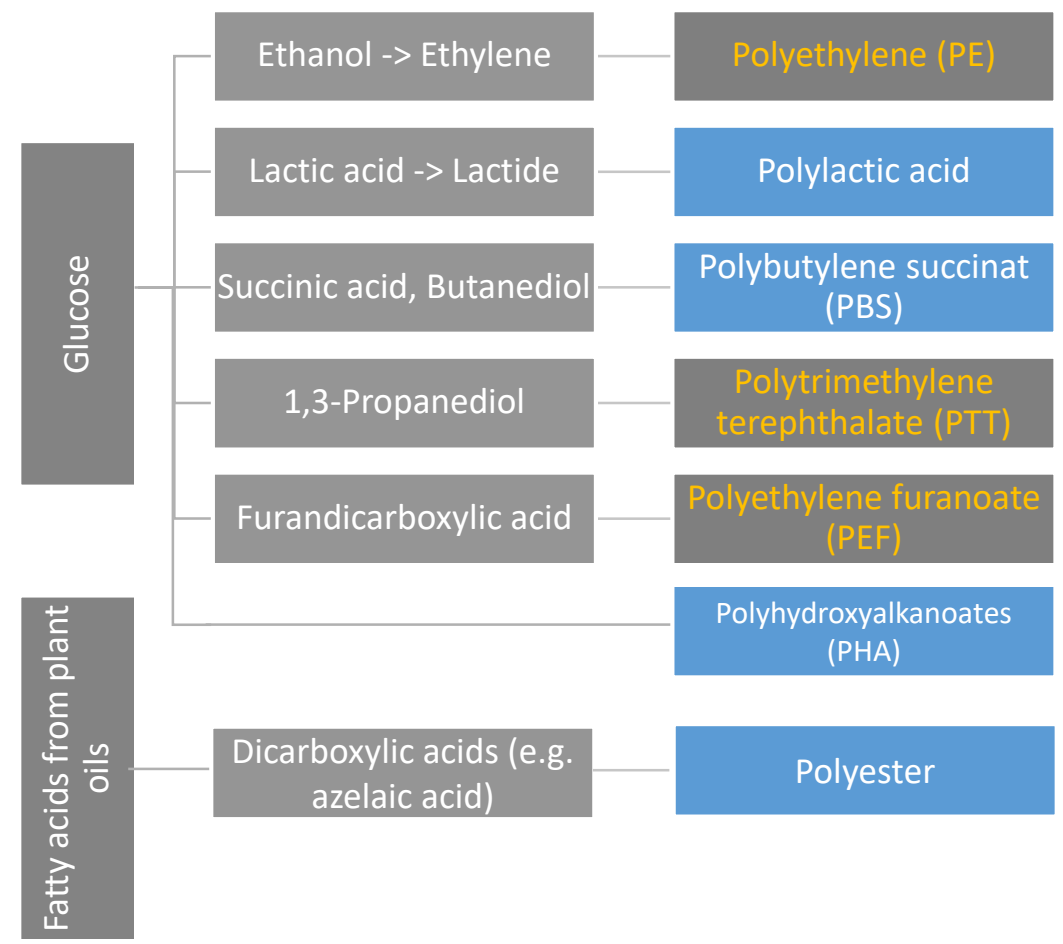 Glucose
Ethanol -> Ethylene
Polyethylene (PE)
Lactic acid -> Lactide
Polylactic acid
Succinic acid, Butanediol
Polybutylene succinat
(PBS)
1,3-Propanediol
Polytrimethylene
terephthalate (PTT)
Furandicarboxylic acid
Polyethylene furanoate
(PEF)
Polyhydroxyalkanoates
(PHA)
Fatty acids from plant
oils
Dicarboxylic acids (e.g.
azelaic acid)
Polyester